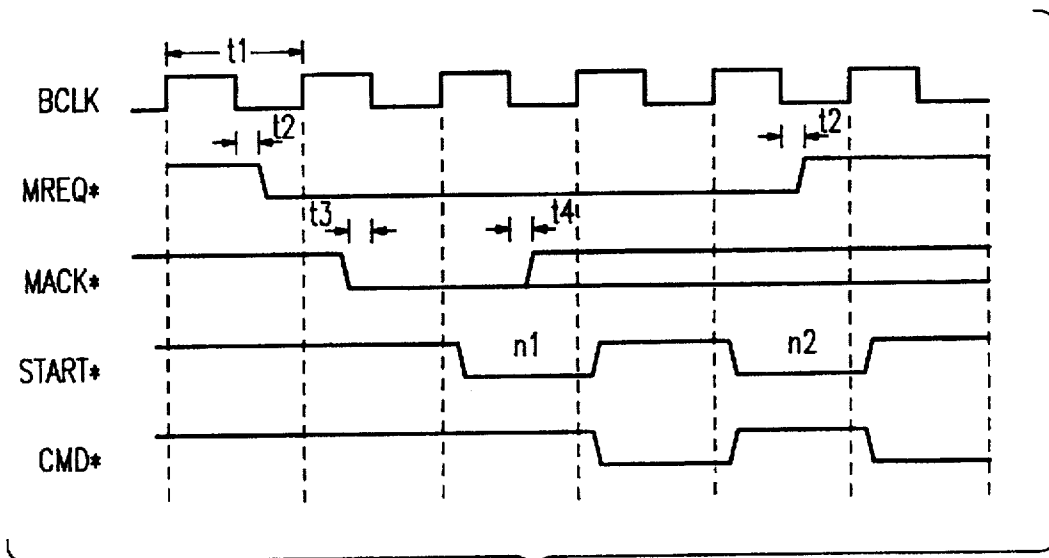 t1
BCLK
t2 t2
MREQ*
t3 t4
MACK*
n1 n2
START*
CMD*